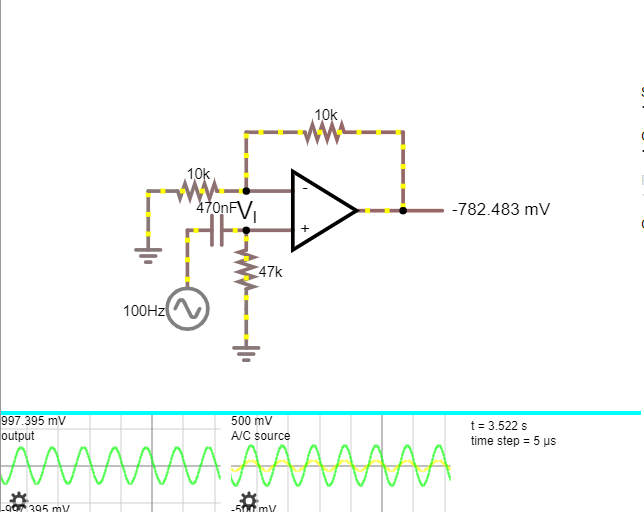 10k
10k
470nF
V_I
-
+
-782.483 mV
47k
100Hz
997.395 mV
output
-997.395 mV
500 mV
A/C source
-500 mV
t = 3.522 s
time step = 5 µs